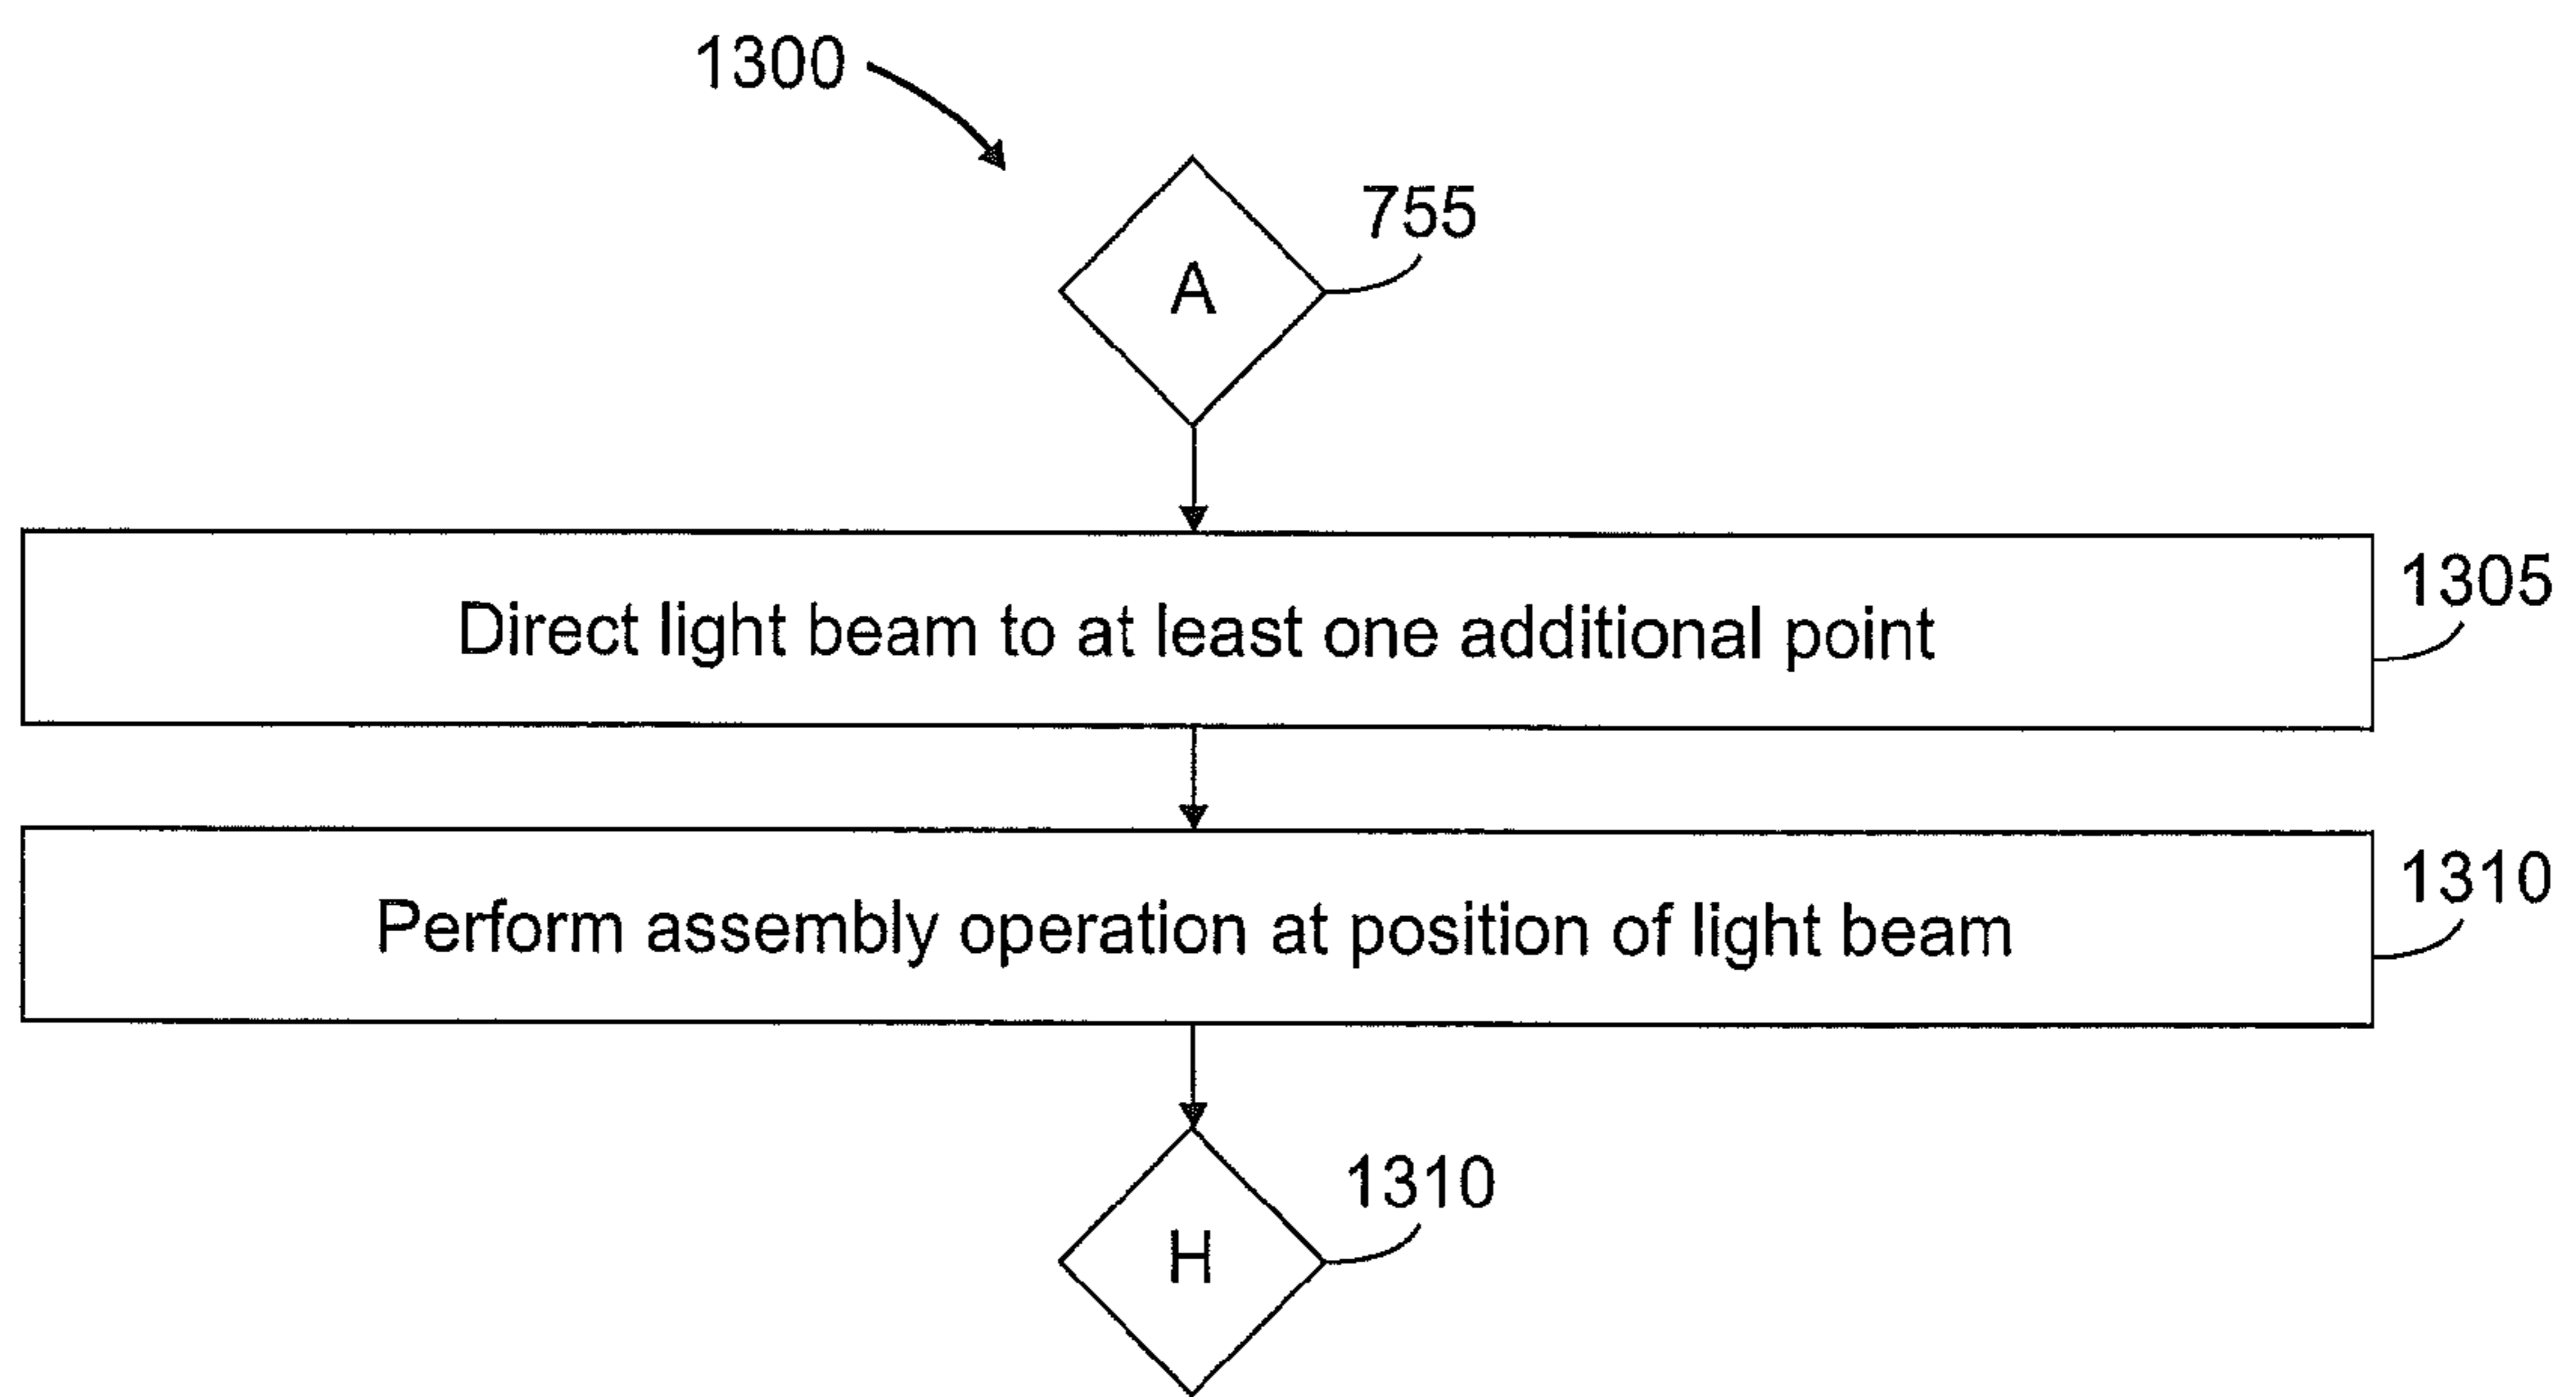 1300
755
A
1305
Direct light beam to at least one additional point
1310
Perform assembly operation at position of light beam
1310
H